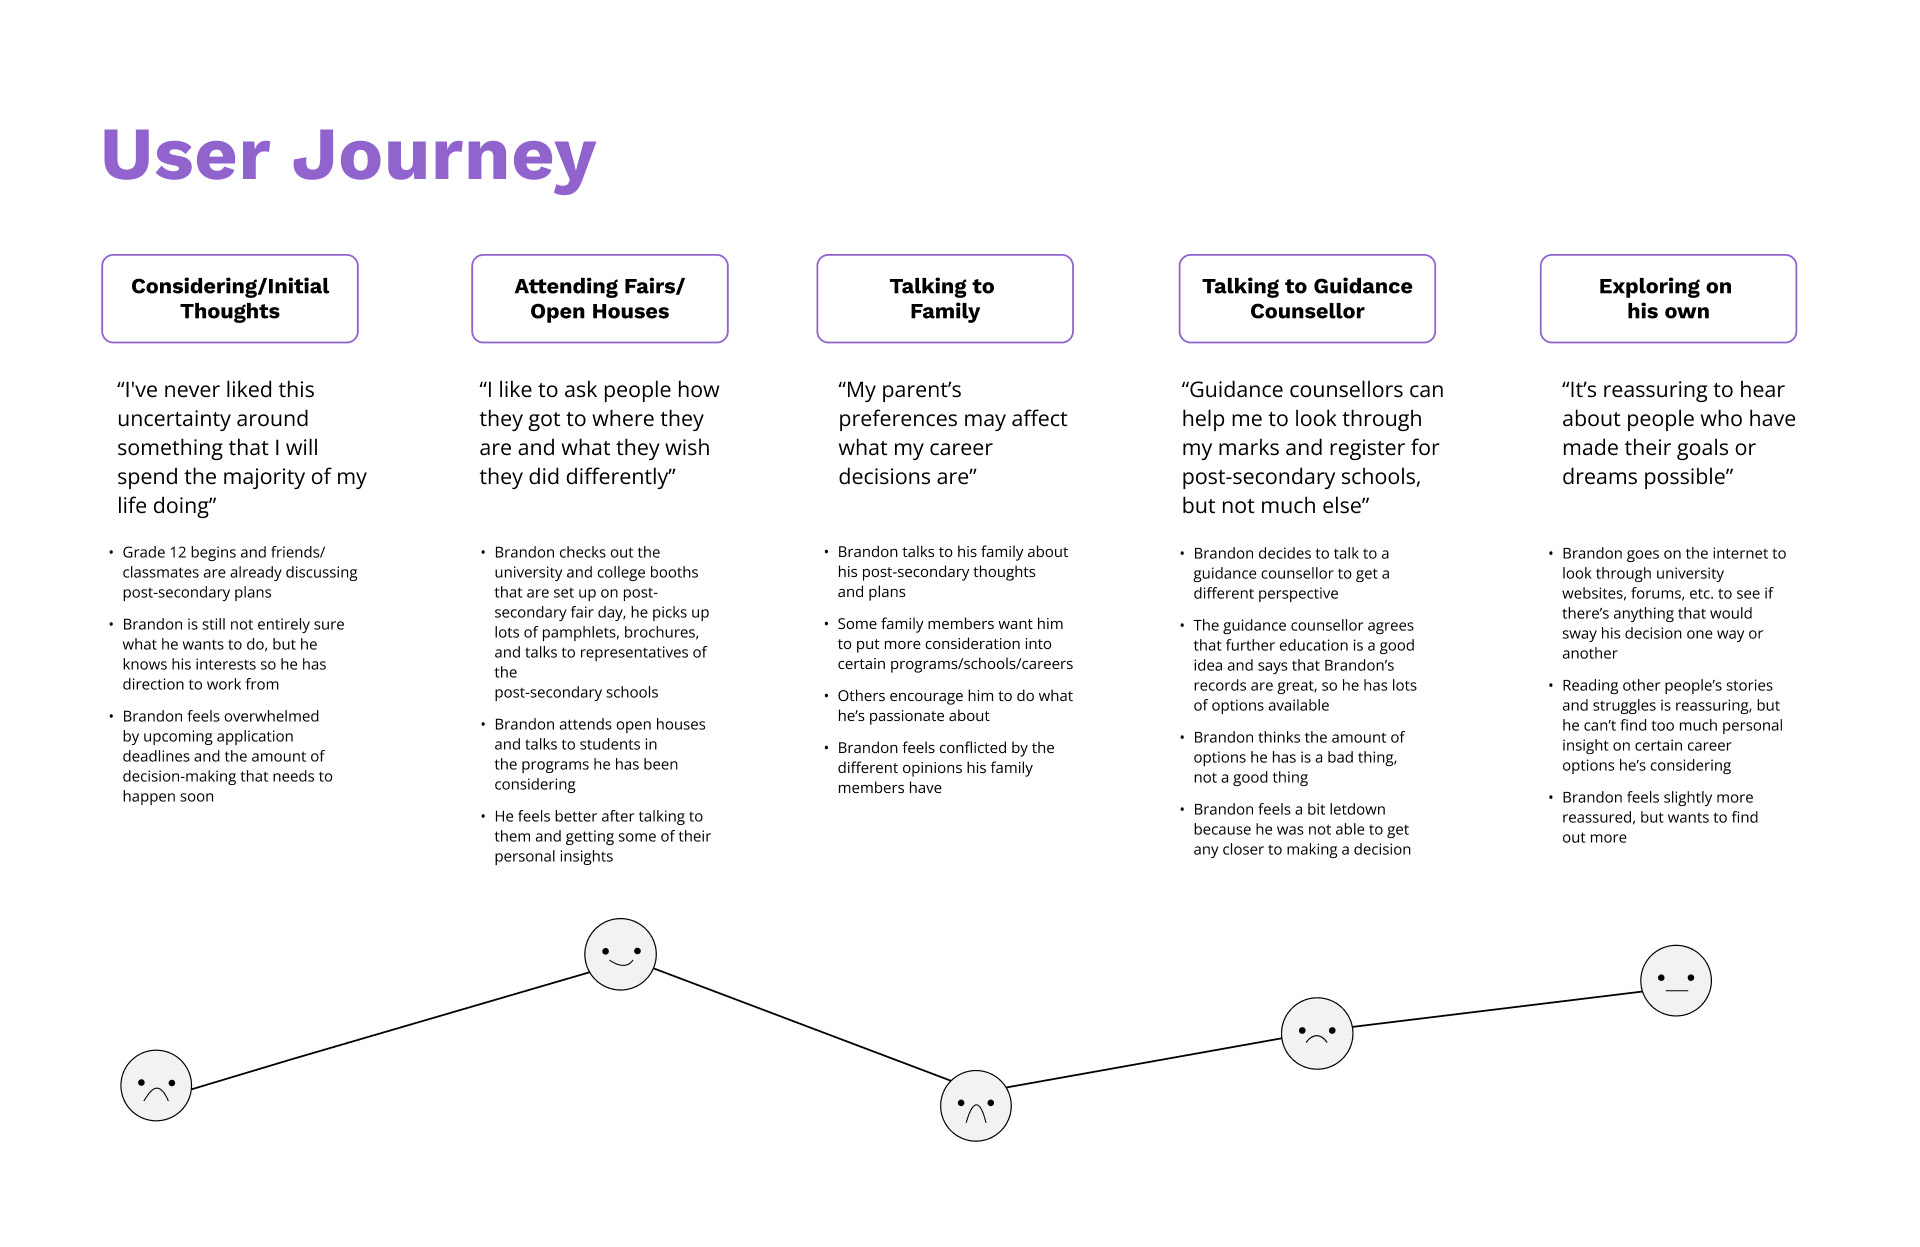 User Journey
Considering/Initial
Thoughts
“I've never liked this
uncertainty around
something that I will
spend the majority of my
life doing”
• Grade 12 begins and friends/
classmates are already discussing
post-secondary plans
• Brandon is still not entirely sure
what he wants to do, but he
knows his interests so he has
direction to work from
• Brandon feels overwhelmed
by upcoming application
deadlines and the amount of
decision-making that needs to
happen soon
Attending Fairs/
Open Houses
“I like to ask people how
they got to where they
are and what they wish
they did differently”
• Brandon checks out the
university and college booths
that are set up on post-
secondary fair day, he picks up
lots of pamphlets, brochures,
and talks to representatives of
the
post-secondary schools
• Brandon attends open houses
and talks to students in
the programs he has been
considering
• He feels better after talking to
them and getting some of their
personal insights
Talking to
Family
“My parent’s
preferences may affect
what my career
decisions are”
• Brandon talks to his family about
his post-secondary thoughts
and plans
• Some family members want him
to put more consideration into
certain programs/schools/careers
• Others encourage him to do what
he’s passionate about
• Brandon feels conflicted by the
different opinions his family
members have
Talking to Guidance
Counsellor
“Guidance counsellors can
help me to look through
my marks and register for
post-secondary schools,
but not much else”
• Brandon decides to talk to a
guidance counsellor to get a
different perspective
• The guidance counsellor agrees
that further education is a good
idea and says that Brandon’s
records are great, so he has lots
of options available
• Brandon thinks the amount of
options he has is a bad thing,
not a good thing
• Brandon feels a bit letdown
because he was not able to get
any closer to making a decision
Exploring on
his own
“It’s reassuring to hear
about people who have
made their goals or
dreams possible”
• Brandon goes on the internet to
look through university
websites, forums, etc. to see if
there’s anything that would
sway his decision one way or
another
• Reading other people’s stories
and struggles is reassuring, but
he can’t find too much personal
insight on certain career
options he’s considering
• Brandon feels slightly more
reassured, but wants to find
out more